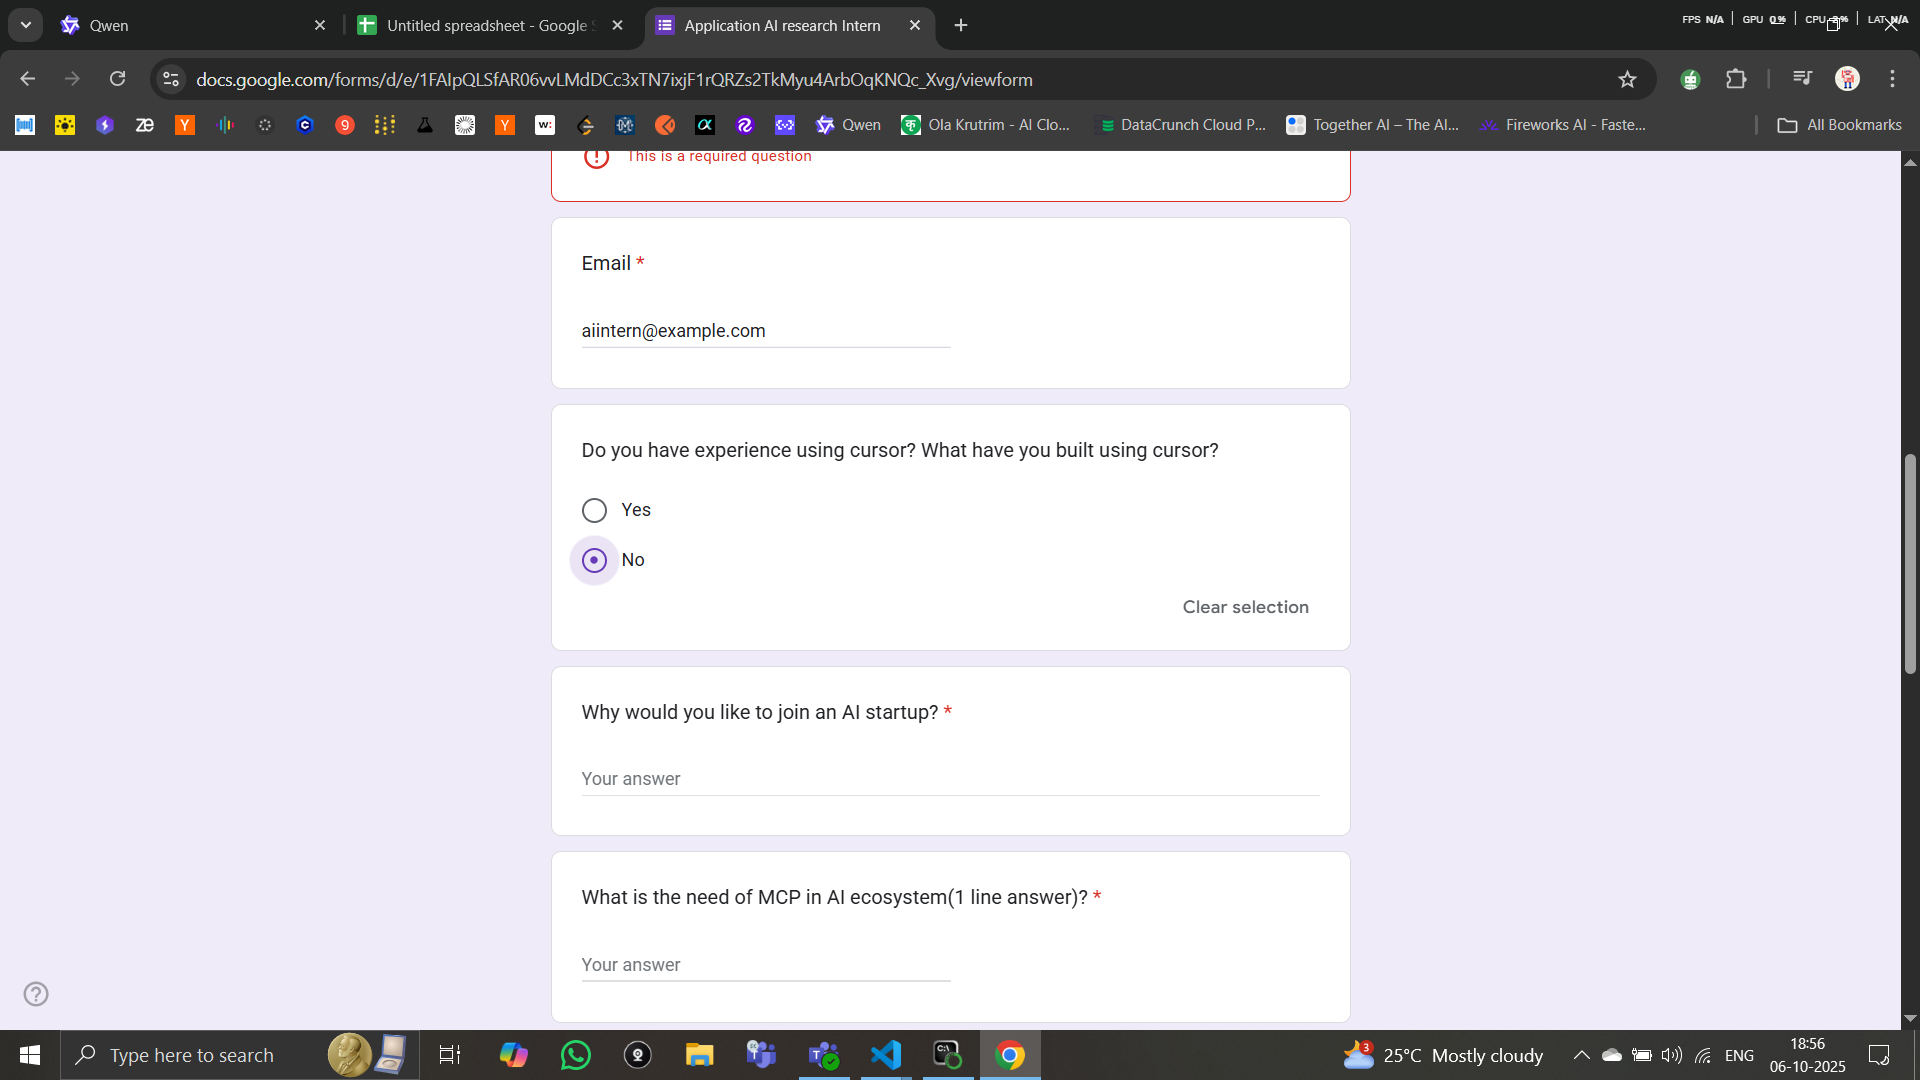 Qwen
Untitled spreadsheet - Google S
Application AI research Intern
FPS N/A
GPU 0 %
CPU
LAT N/A
docs.google.com/forms/d/e/1FAIpQLSfAR06vvLMdDCc3xTN7ixjF1rQRZs2TkMyu4ArbOqKNQc_Xvg/viewform
Qwen
Ola Krutrim - AI Clo...
DataCrunch Cloud P...
Together AI – The AI...
Fireworks AI - Faste...
All Bookmarks
This is a required question
Email *
aiintern@example.com
Do you have experience using cursor? What have you built using cursor?
Yes
No
Clear selection
Why would you like to join an AI startup? *
Your answer
What is the need of MCP in AI ecosystem(1 line answer)? *
Your answer
Type here to search
3
25°C Mostly cloudy
ENG
18:56
06-10-2025